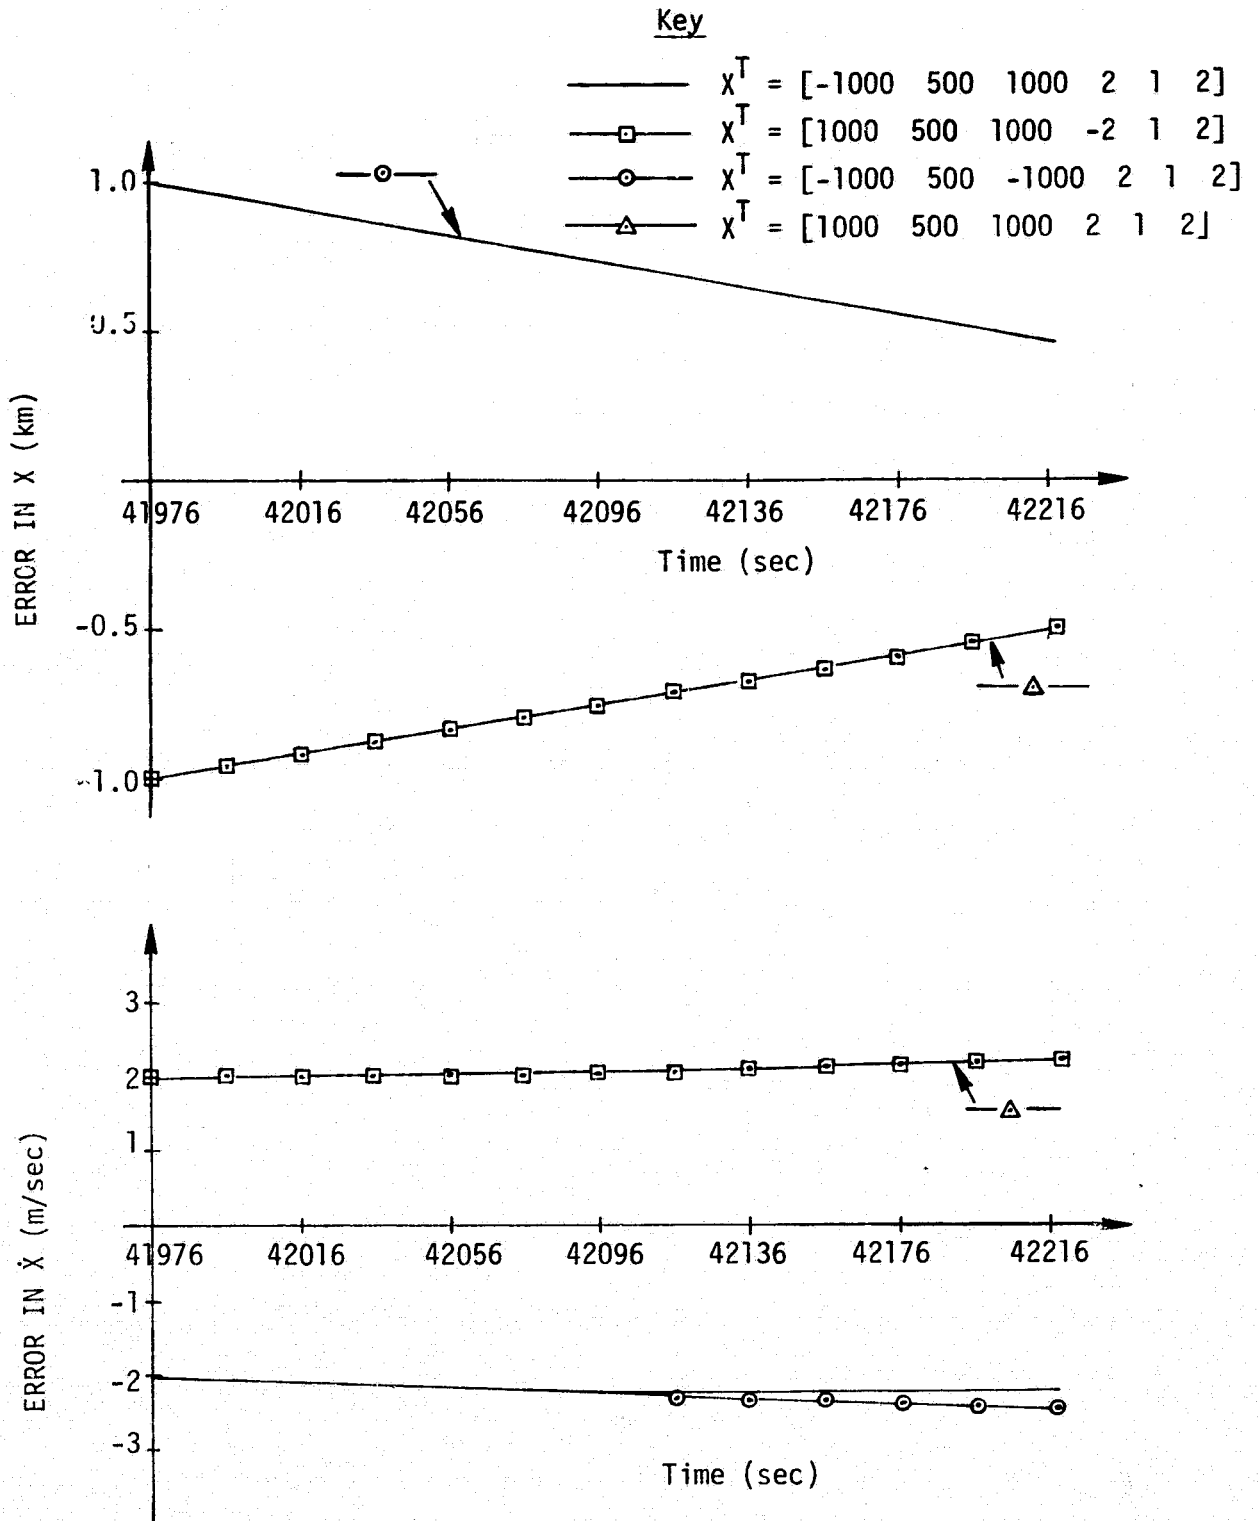 Key
X^T = [-1000 500 1000 2 1 2]
X^T = [1000 500 1000 -2 1 2]
X^T = [-1000 500 -1000 2 1 2]
X^T = [1000 500 1000 2 1 2]
1.0
0.5
ERROR IN X (km)
41976 42016 42056 42096 42136 42176 42216
Time (sec)
-0.5
-1.0
3
2
1
ERROR IN Ẋ (m/sec)
41976 42016 42056 42096 42136 42176 42216
-1
-2
-3
Time (sec)